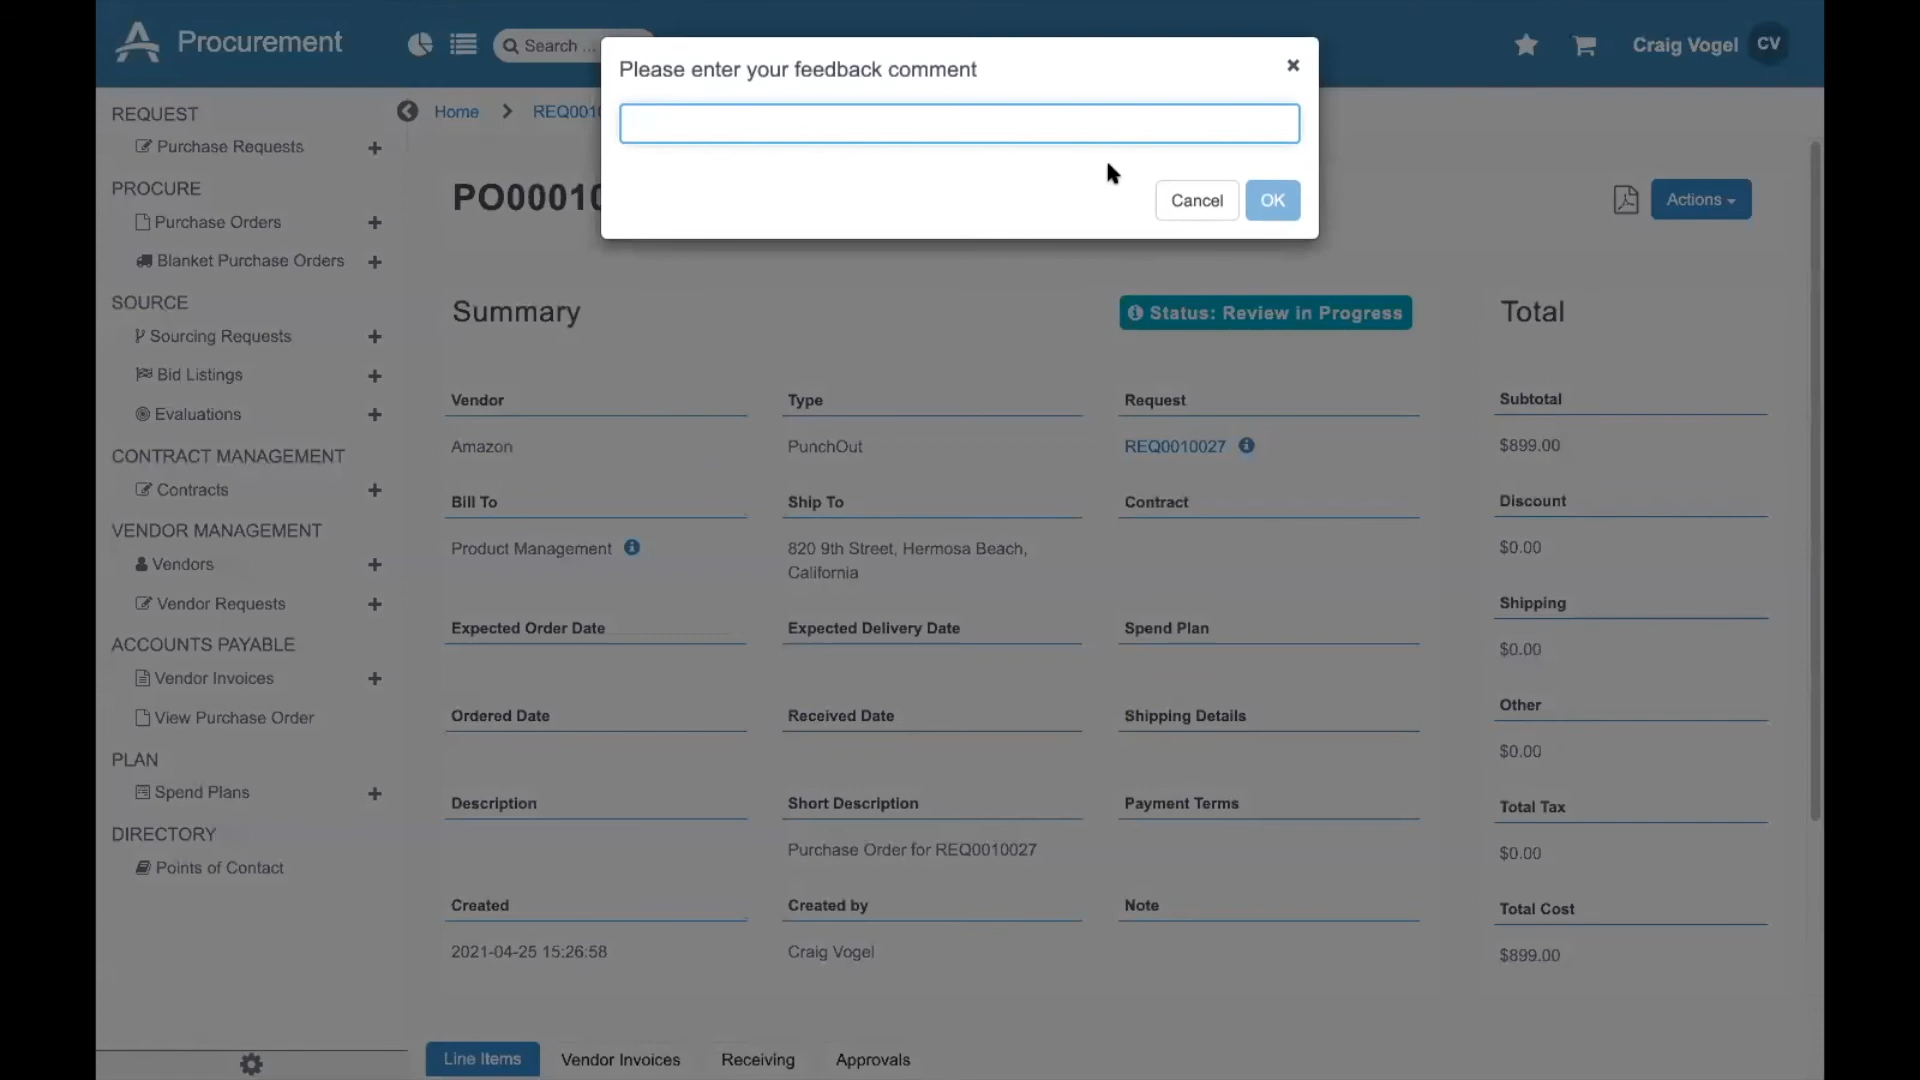 Procurement
Search ...
Craig Vogel CV
Please enter your feedback comment
Cancel
OK
REQUEST
Purchase Requests
PROCURE
Purchase Orders
Blanket Purchase Orders
SOURCE
Sourcing Requests
Bid Listings
Evaluations
CONTRACT MANAGEMENT
Contracts
VENDOR MANAGEMENT
Vendors
Vendor Requests
ACCOUNTS PAYABLE
Vendor Invoices
View Purchase Order
PLAN
Spend Plans
DIRECTORY
Points of Contact
Home
Actions
Summary
Status: Review in Progress
Total
Vendor
Amazon
Type
PunchOut
Request
REQ0010027
Subtotal
$899.00
Bill To
Product Management
Ship To
820 9th Street, Hermosa Beach,
California
Contract
Discount
$0.00
Expected Order Date
Expected Delivery Date
Spend Plan
Shipping
$0.00
Ordered Date
Received Date
Shipping Details
Other
$0.00
Description
Short Description
Purchase Order for REQ0010027
Payment Terms
Total Tax
$0.00
Created
2021-04-25 15:26:58
Created by
Craig Vogel
Note
Total Cost
$899.00
Line Items
Vendor Invoices
Receiving
Approvals